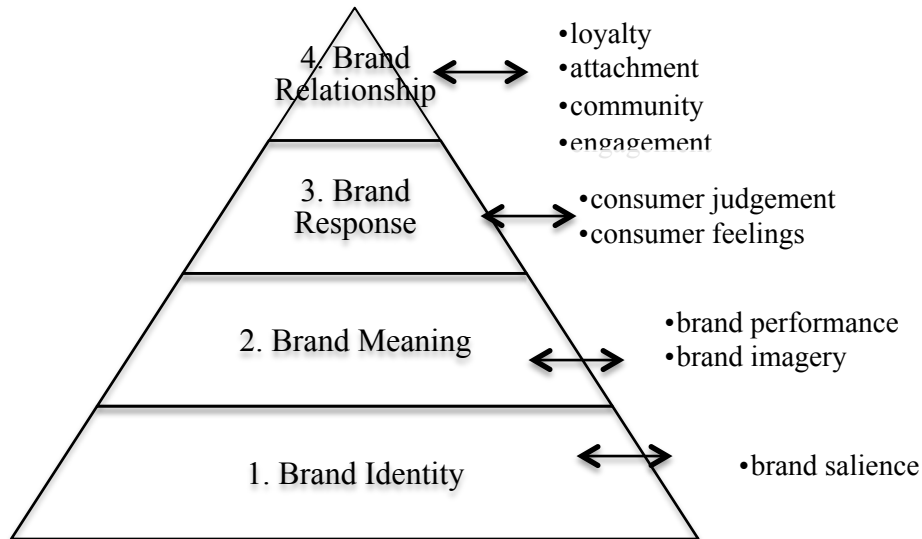 4. Brand
Relationship
•loyalty
•attachment
•community
•engagement
3. Brand
Response
•consumer judgement
•consumer feelings
2. Brand Meaning
•brand performance
•brand imagery
1. Brand Identity
•brand salience